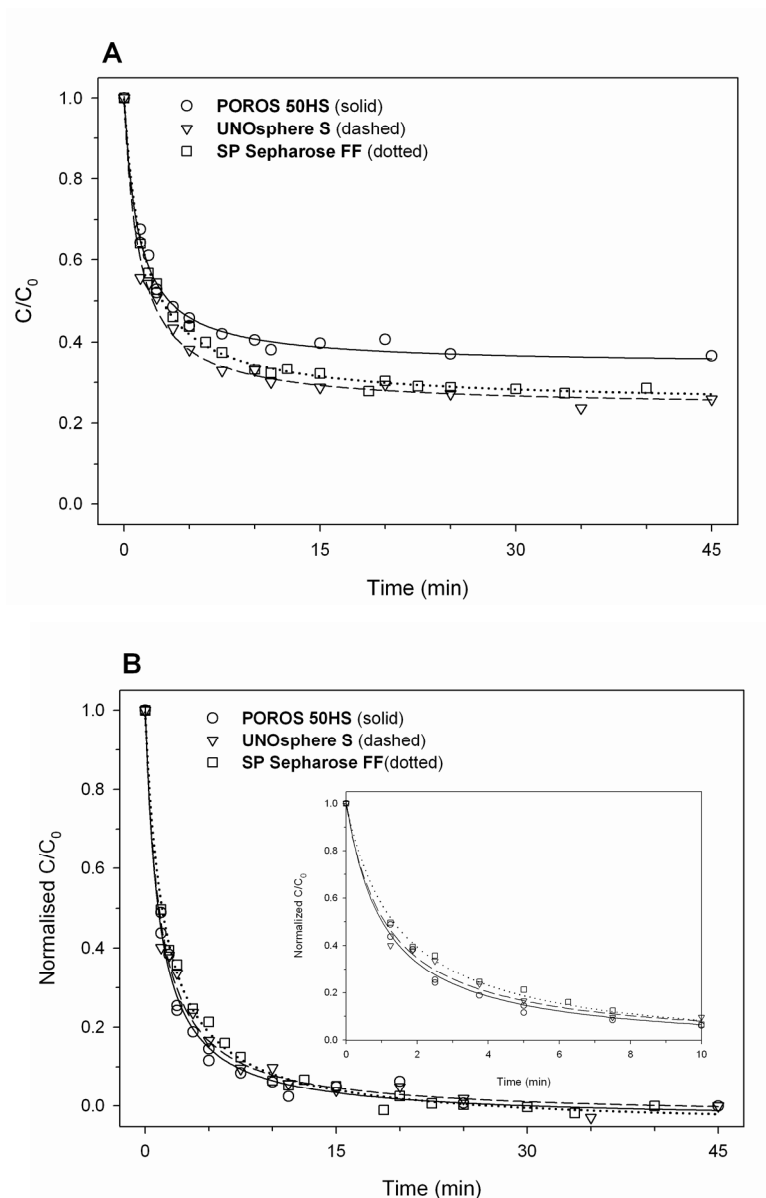 A
POROS 50HS (solid)
UNOsphere S (dashed)
SP Sepharose FF (dotted)
1.0
0.8
0.6
0.4
0.2
0.0
C/C0
0 15 30 45
Time (min)
B
POROS 50HS (solid)
UNOsphere S (dashed)
SP Sepharose FF(dotted)
1.0
0.8
0.6
0.4
0.2
0.0
Normalised C/C0
1.0
0.8
0.6
0.4
0.2
0.0
Normalized C/C0
0 2 4 6 8 10
Time (min)
0 15 30 45
Time (min)